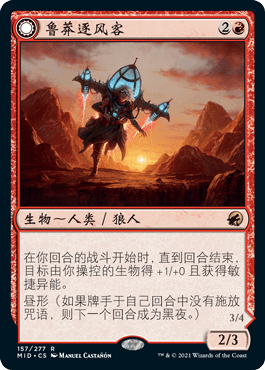 鲁莽逐风客
生物～人类 / 狼人
在你回合的战斗开始时,直到回合结束,
目标由你操控的生物得 +1/+0 且获得敏
捷异能。
昼形(如果牌手于自己回合中没有施放
咒语,则下一个回合成为黑夜。)
3/4
2/3
157/277 R
MID • CS Manuel Castañón
™ & © 2021 Wizards of the Coast